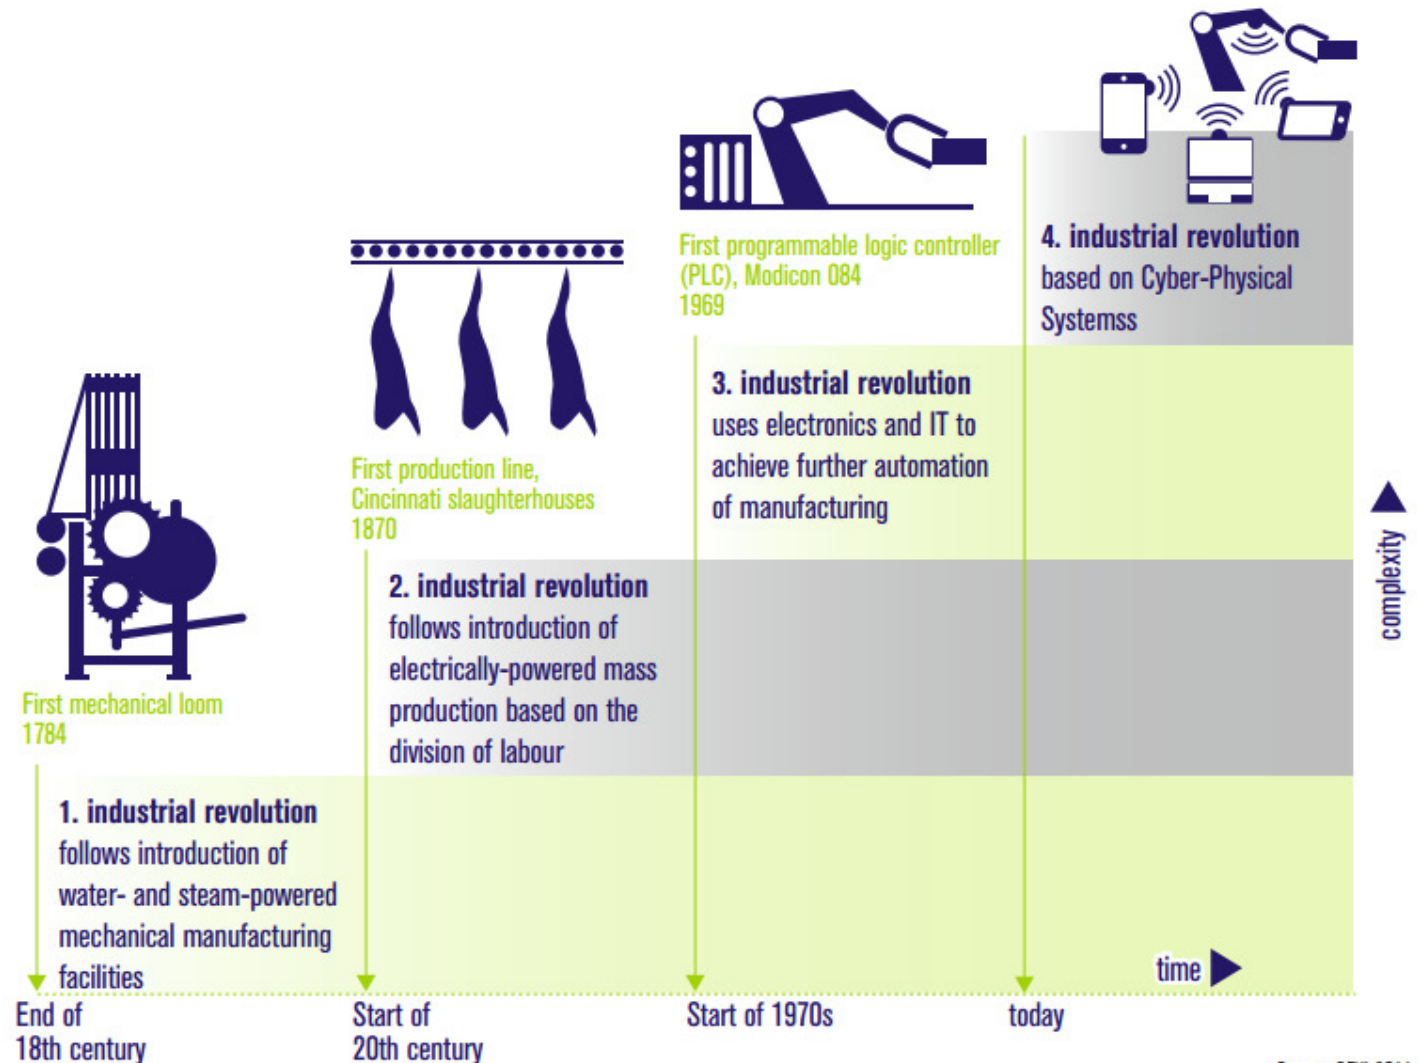 First mechanical loom
1784
1. industrial revolution
follows introduction of
water- and steam-powered
mechanical manufacturing
facilities
End of
18th century
First production line,
Cincinnati slaughterhouses
1870
2. industrial revolution
follows introduction of
electrically-powered mass
production based on the
division of labour
Start of
20th century
First programmable logic controller
(PLC), Modicon 084
1969
3. industrial revolution
uses electronics and IT to
achieve further automation
of manufacturing
Start of 1970s
4. industrial revolution
based on Cyber-Physical
Systemss
today
time
complexity